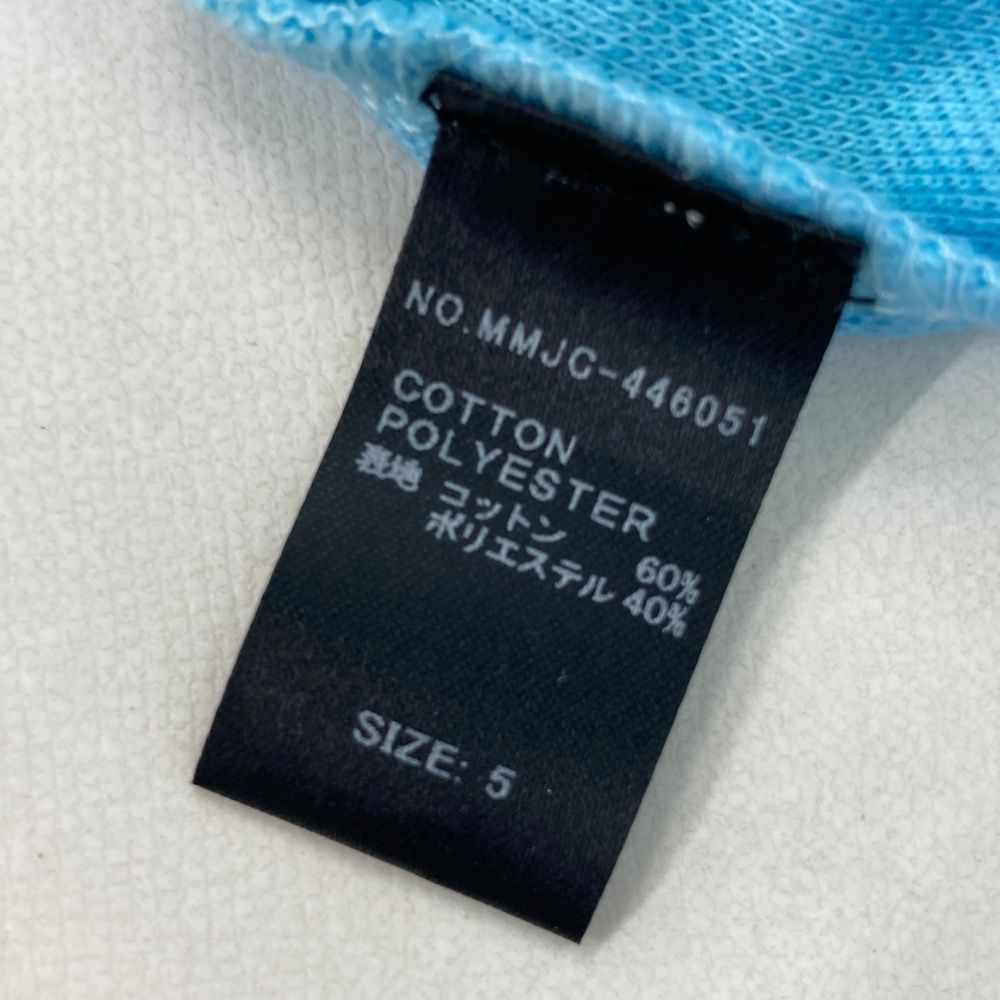 NO.MMJC-446051
COTTON
POLYESTER
表地 コットン 60%
ポリエステル 40%
SIZE: 5